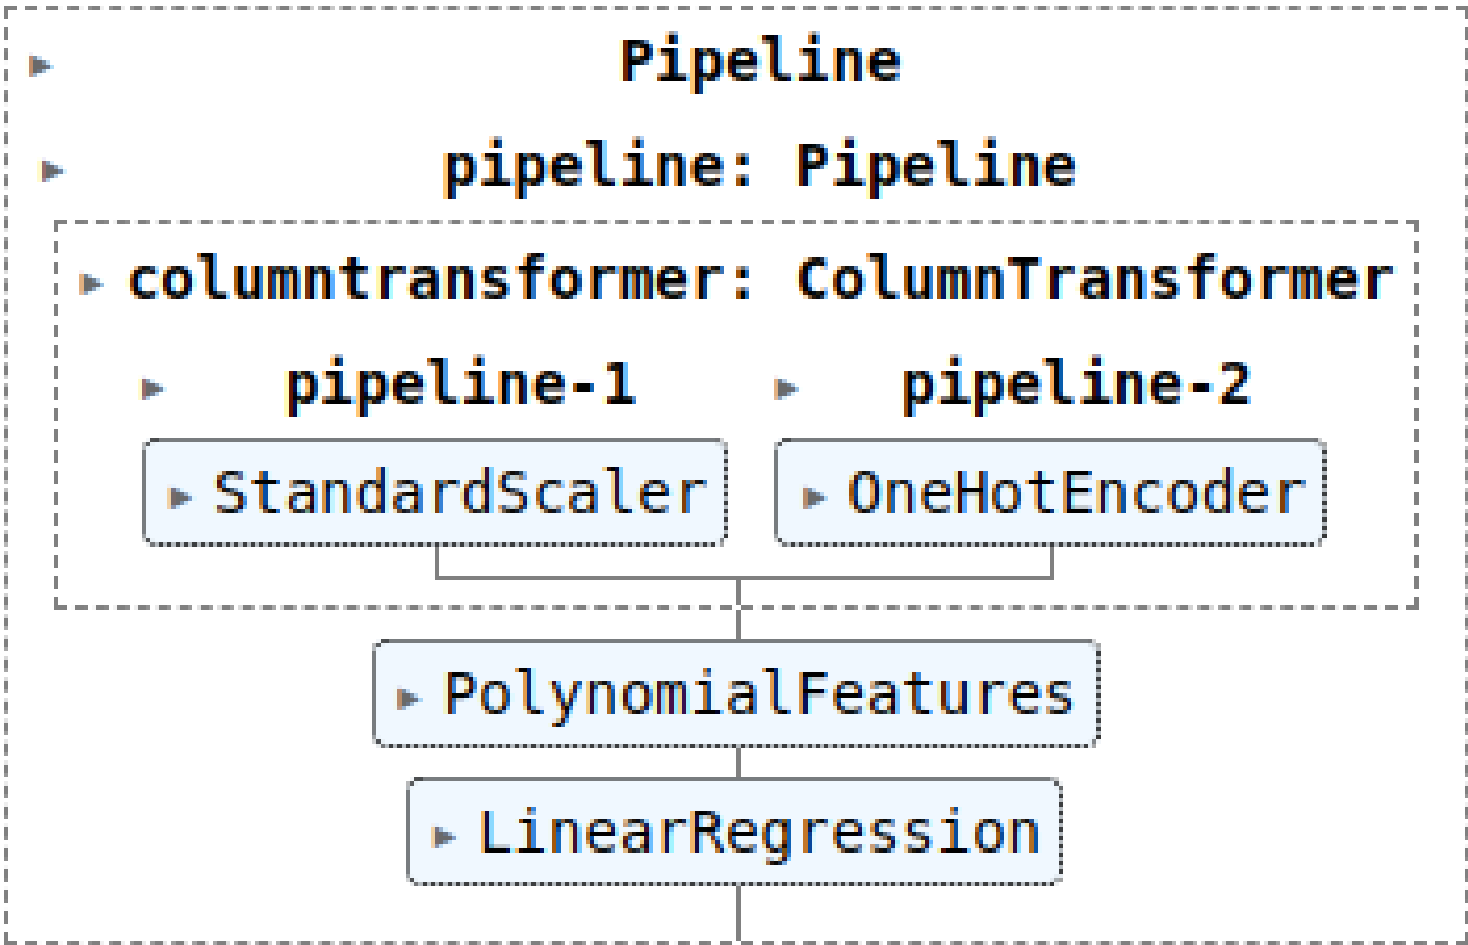 Pipeline
pipeline: Pipeline
columntransformer: ColumnTransformer
pipeline-1 pipeline-2
StandardScaler OneHotEncoder
PolynomialFeatures
LinearRegression